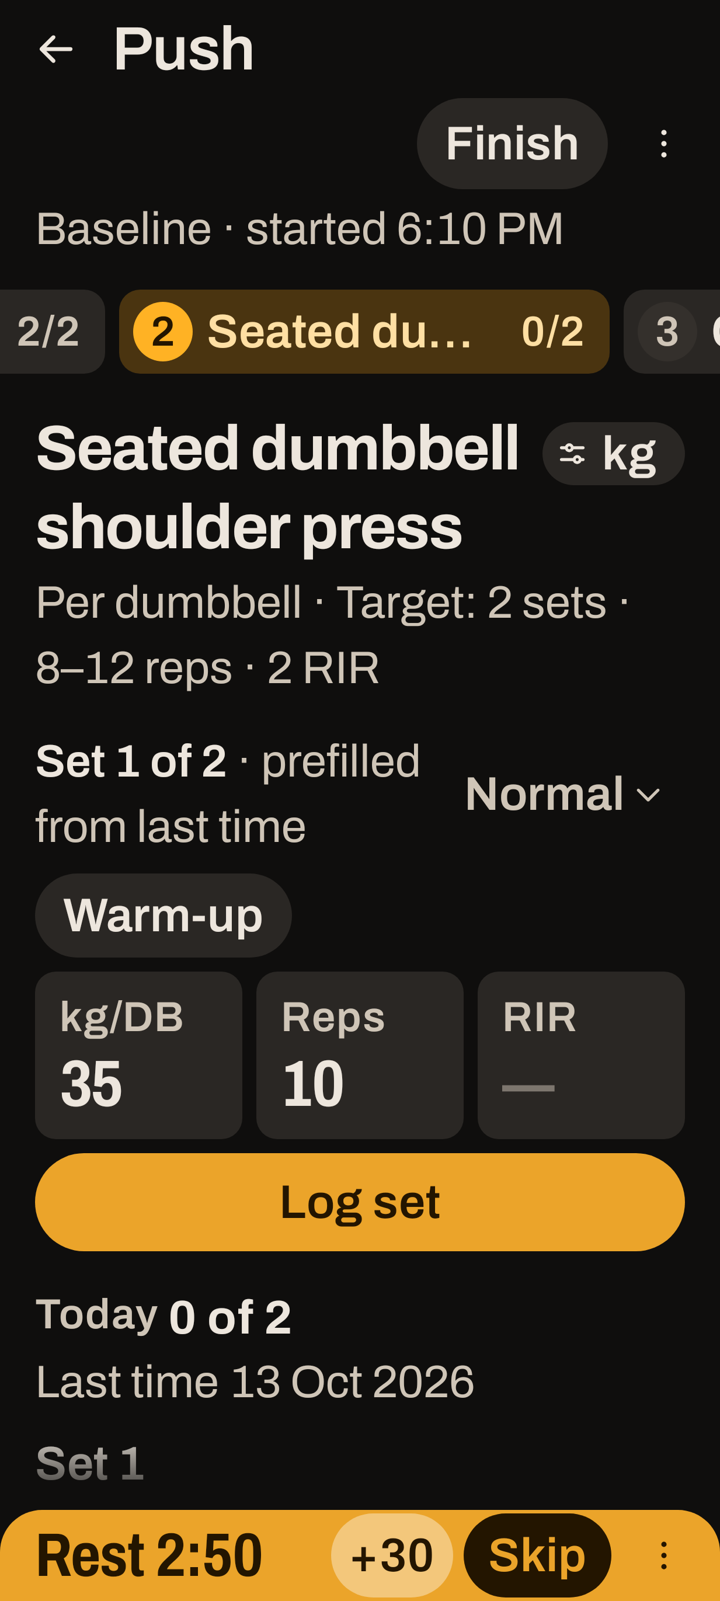 Push
Finish
Baseline · started 6:10 PM
2/2
2 Seated du... 0/2
3
Seated dumbbell
shoulder press
kg
Per dumbbell · Target: 2 sets ·
8–12 reps · 2 RIR
Set 1 of 2 · prefilled
from last time
Normal
Warm-up
kg/DB
35
Reps
10
RIR
—
Log set
Today 0 of 2
Last time 13 Oct 2026
Set 1
Rest 2:50
+30
Skip